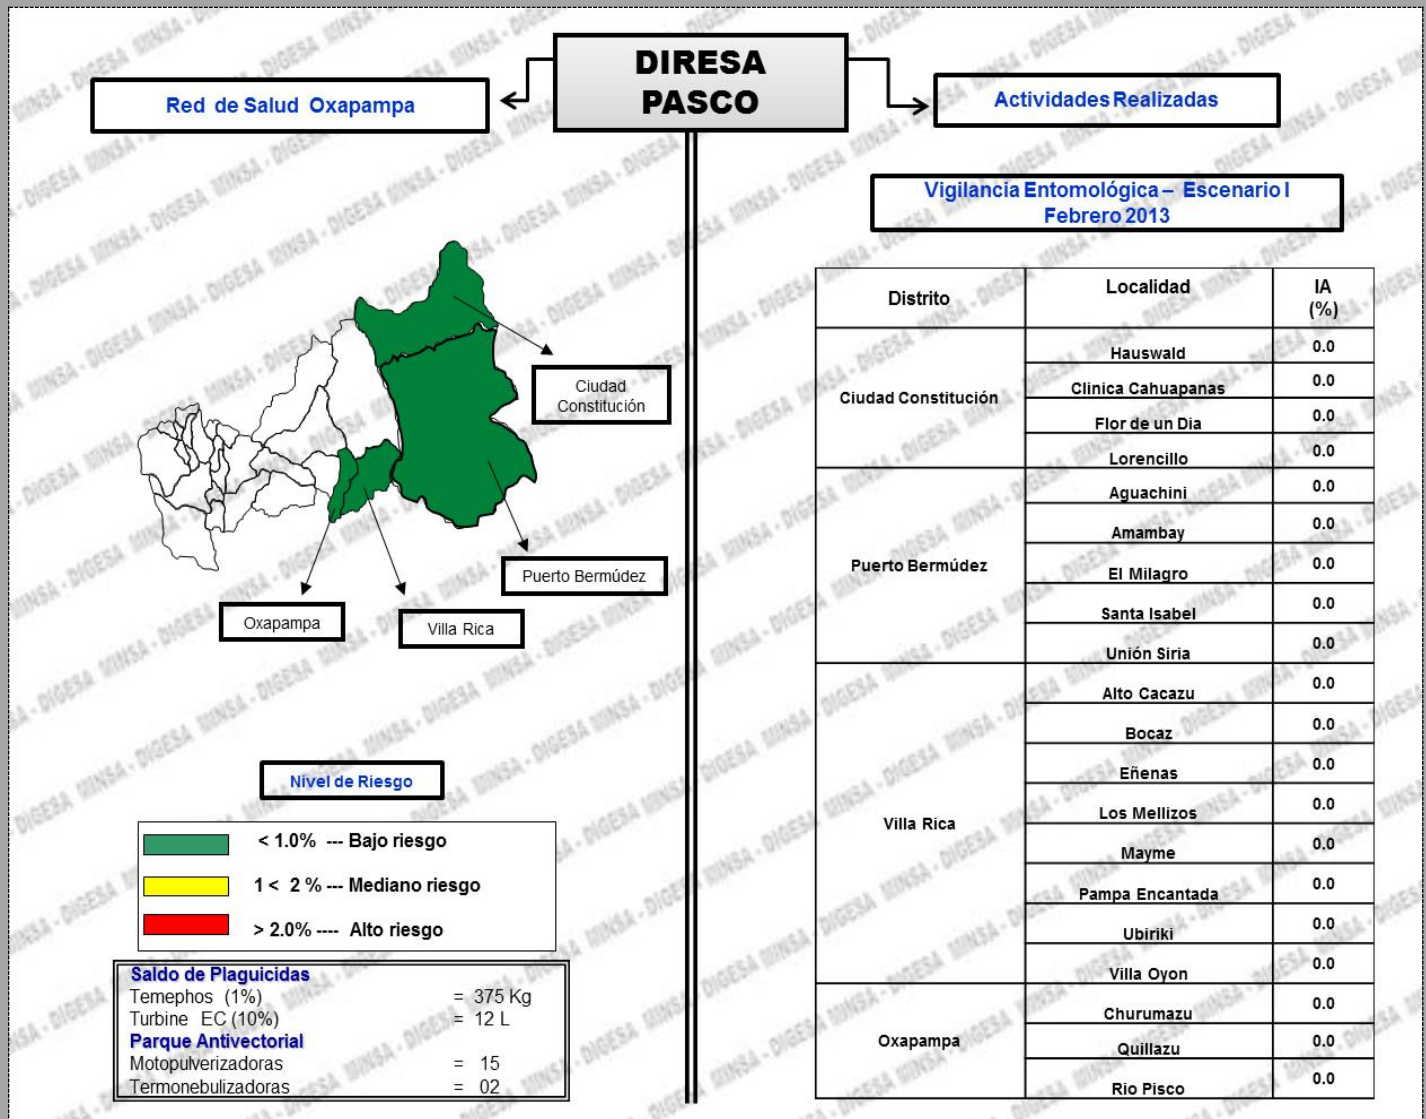 DIRESA
PASCO
Red de Salud Oxapampa
Actividades Realizadas
Vigilancia Entomológica – Escenario I
Febrero 2013
Ciudad
Constitución
Puerto Bermúdez
Oxapampa
Villa Rica
Nivel de Riesgo
< 1.0% --- Bajo riesgo
1 < 2 % --- Mediano riesgo
> 2.0% ---- Alto riesgo
Saldo de Plaguicidas
Temephos (1%) = 375 Kg
Turbine EC (10%) = 12 L
Parque Antivectorial
Motopulverizadoras = 15
Termonebulizadoras = 02
Distrito Localidad IA
(%)
Ciudad Constitución
Hauswald 0.0
Clinica Cahuapanas 0.0
Flor de un Dia 0.0
Lorencillo 0.0
Puerto Bermúdez
Aguachini 0.0
Amambay 0.0
El Milagro 0.0
Santa Isabel 0.0
Unión Siria 0.0
Villa Rica
Alto Cacazu 0.0
Bocaz 0.0
Eñenas 0.0
Los Mellizos 0.0
Mayme 0.0
Pampa Encantada 0.0
Ubiriki 0.0
Villa Oyon 0.0
Oxapampa
Churumazu 0.0
Quillazu 0.0
Rio Pisco 0.0
MINSA - DIGESA